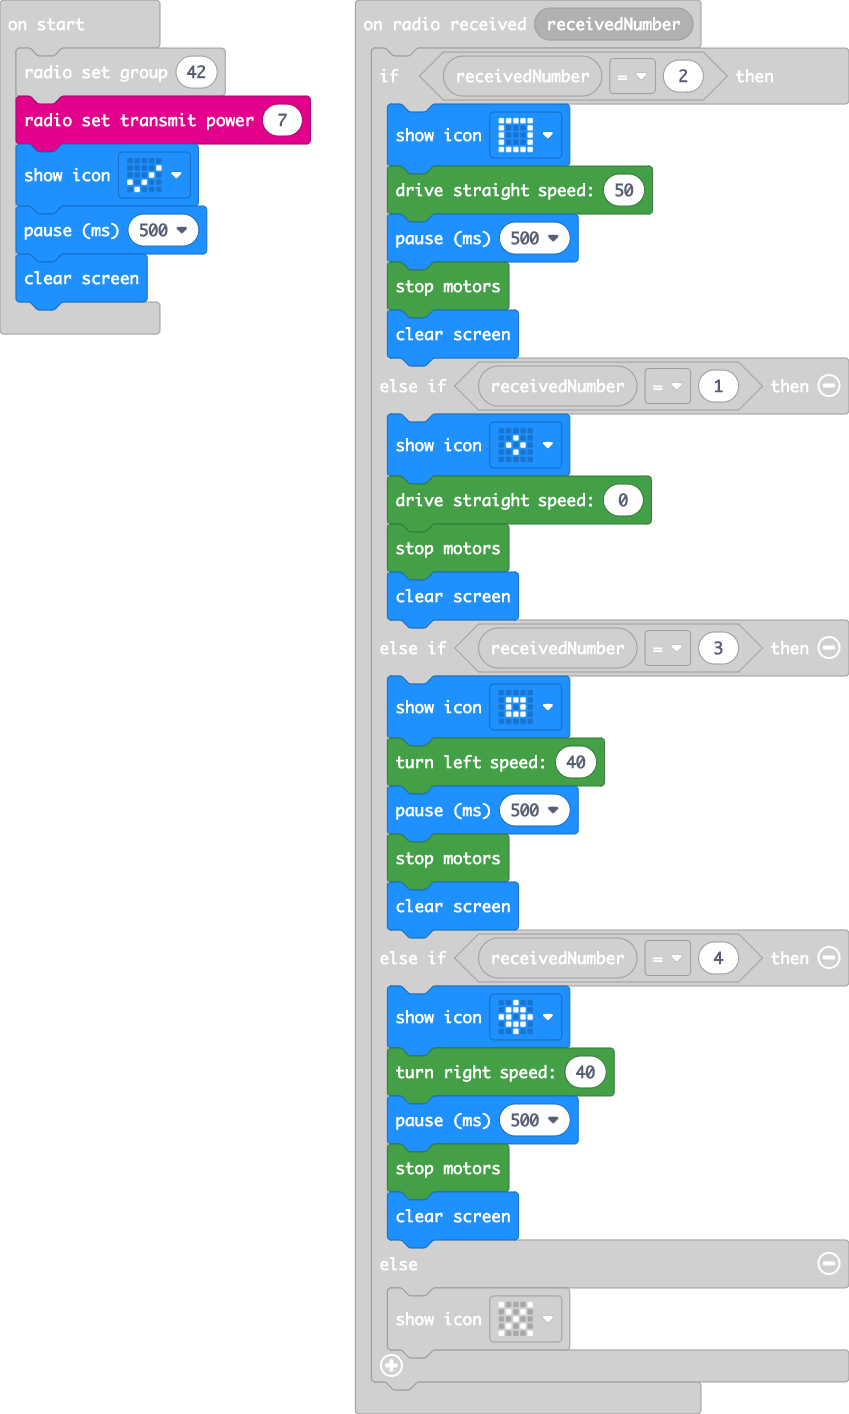 on start
radio set group 42
radio set transmit power 7
show icon
pause (ms) 500
clear screen
on radio received receivedNumber
if receivedNumber = 2 then
show icon
drive straight speed: 50
pause (ms) 500
stop motors
clear screen
else if receivedNumber = 1 then
show icon
drive straight speed: 0
stop motors
clear screen
else if receivedNumber = 3 then
show icon
turn left speed: 40
pause (ms) 500
stop motors
clear screen
else if receivedNumber = 4 then
show icon
turn right speed: 40
pause (ms) 500
stop motors
clear screen
else
show icon